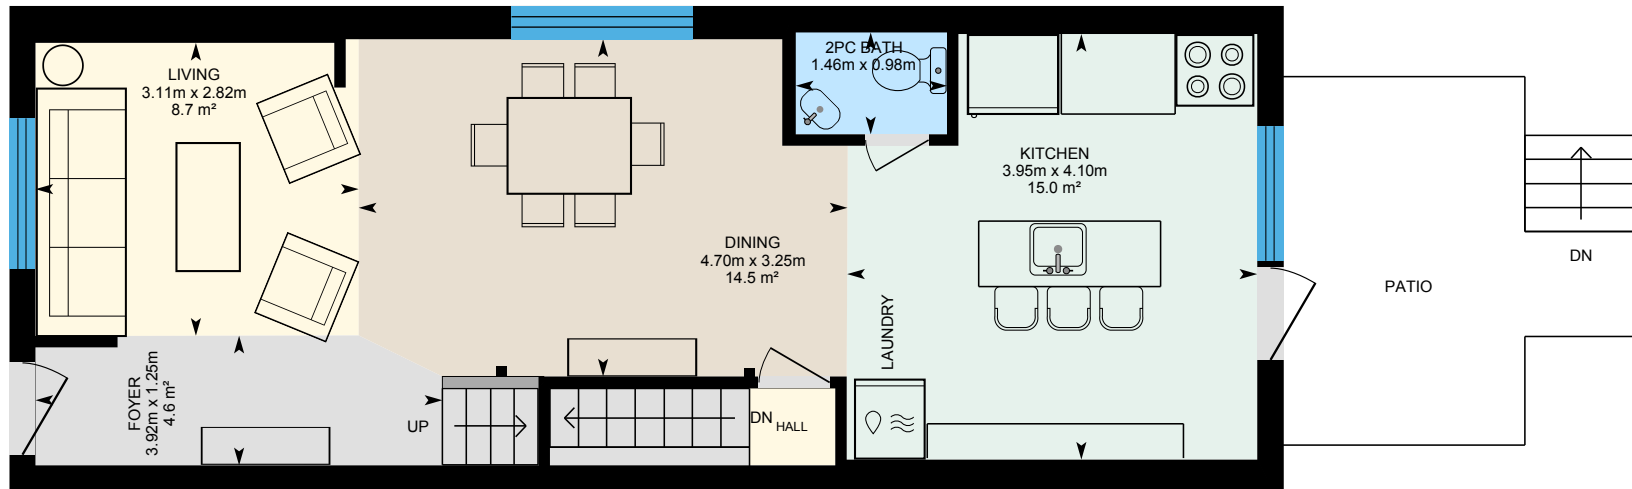 LIVING
3.11m x 2.82m
8.7 m²
2PC BATH
1.46m x 0.98m
KITCHEN
3.95m x 4.10m
15.0 m²
DINING
4.70m x 3.25m
14.5 m²
DN
PATIO
LAUNDRY
FOYER
3.92m x 1.25m
4.6 m²
UP
DN
HALL